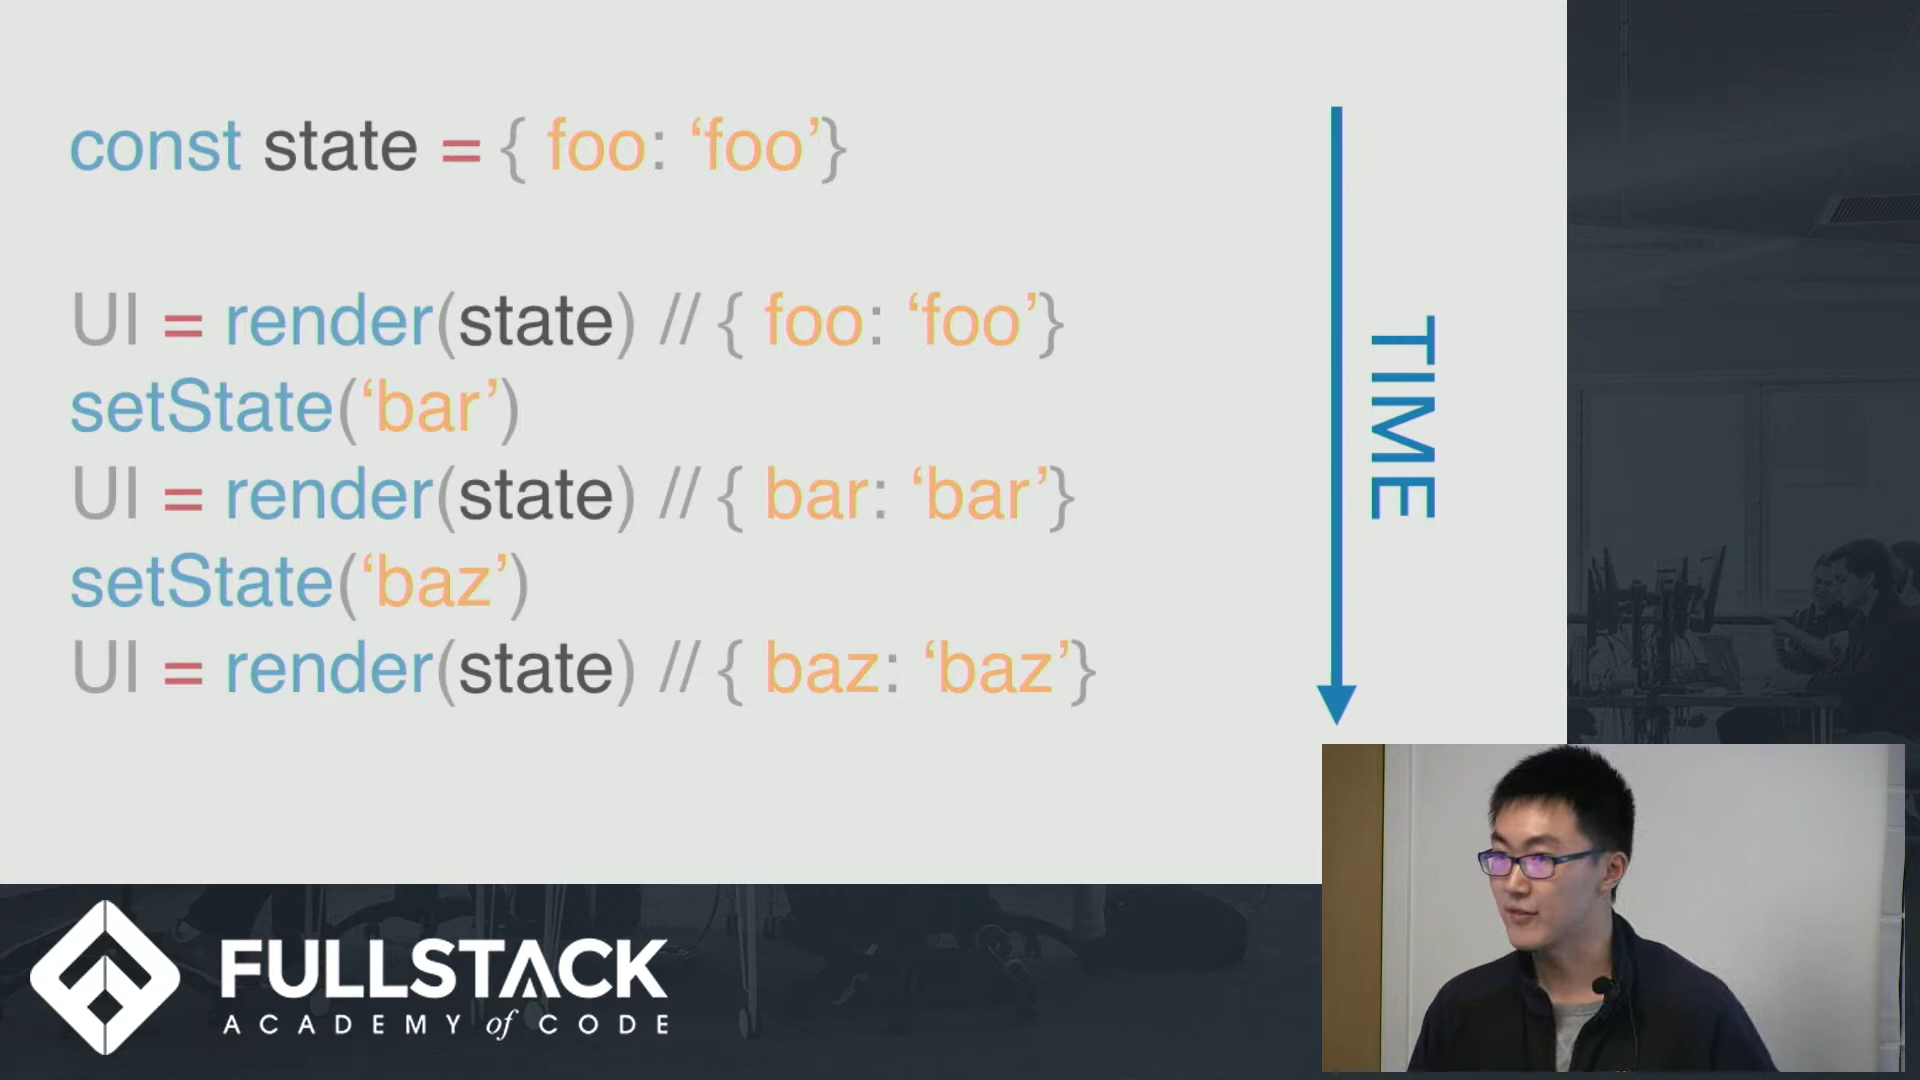 const state = { foo: ‘foo’}
UI = render(state) // { foo: ‘foo’}
setState(‘bar’)
UI = render(state) // { bar: ‘bar’}
setState(‘baz’)
UI = render(state) // { baz: ‘baz’}
TIME
FULLSTACK
ACADEMY of CODE